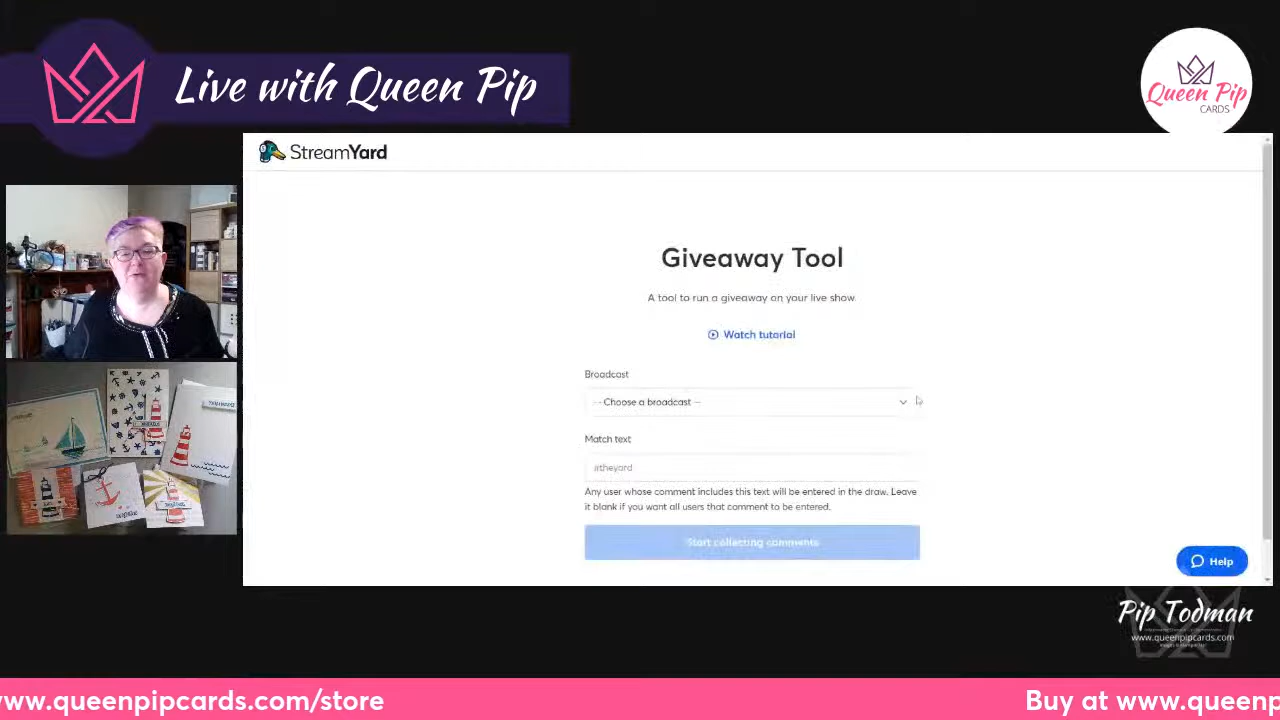 Live with Queen Pip
Queen Pip
CARDS
StreamYard
Giveaway Tool
A tool to run a giveaway on your live show.
Watch tutorial
Broadcast
-- Choose a broadcast --
Match text
#theyard
Any user whose comment includes this text will be entered in the draw. Leave
it blank if you want all users that comment to be entered.
Start collecting comments
Help
Pip Todman
www.queenpipcards.com
ww.queenpipcards.com/store
Buy at www.queenp